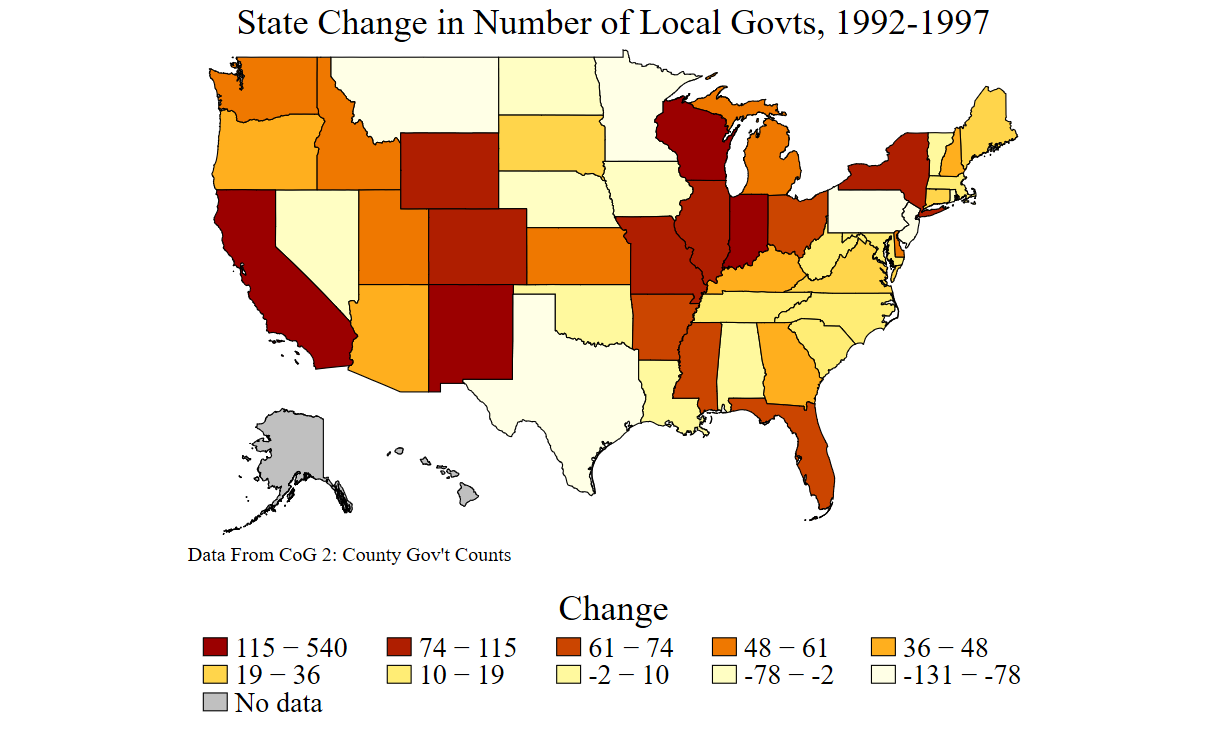 State Change in Number of Local Govts, 1992-1997
Data From CoG 2: County Gov't Counts
Change
115 − 540 74 − 115 61 − 74 48 − 61 36 − 48
19 − 36 10 − 19 -2 − 10 -78 − -2 -131 − -78
No data